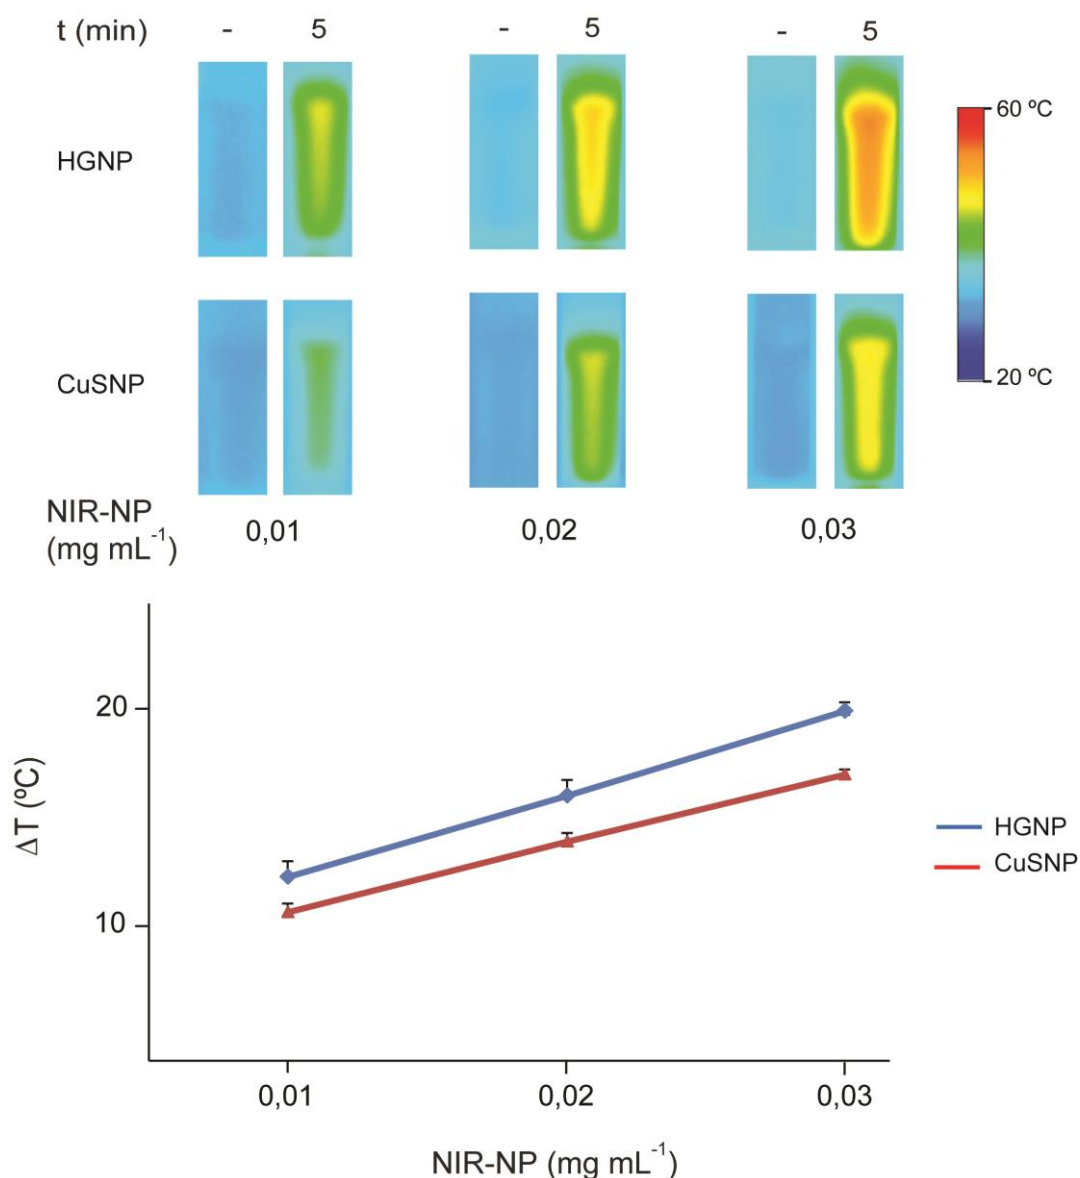 t (min) - 5 - 5 - 5
60 ºC
HGNP
CuSNP
20 ºC
NIR-NP
(mg mL⁻¹)
0,01 0,02 0,03
20
ΔT (ºC)
10
HGNP
CuSNP
0,01 0,02 0,03
NIR-NP (mg mL⁻¹)